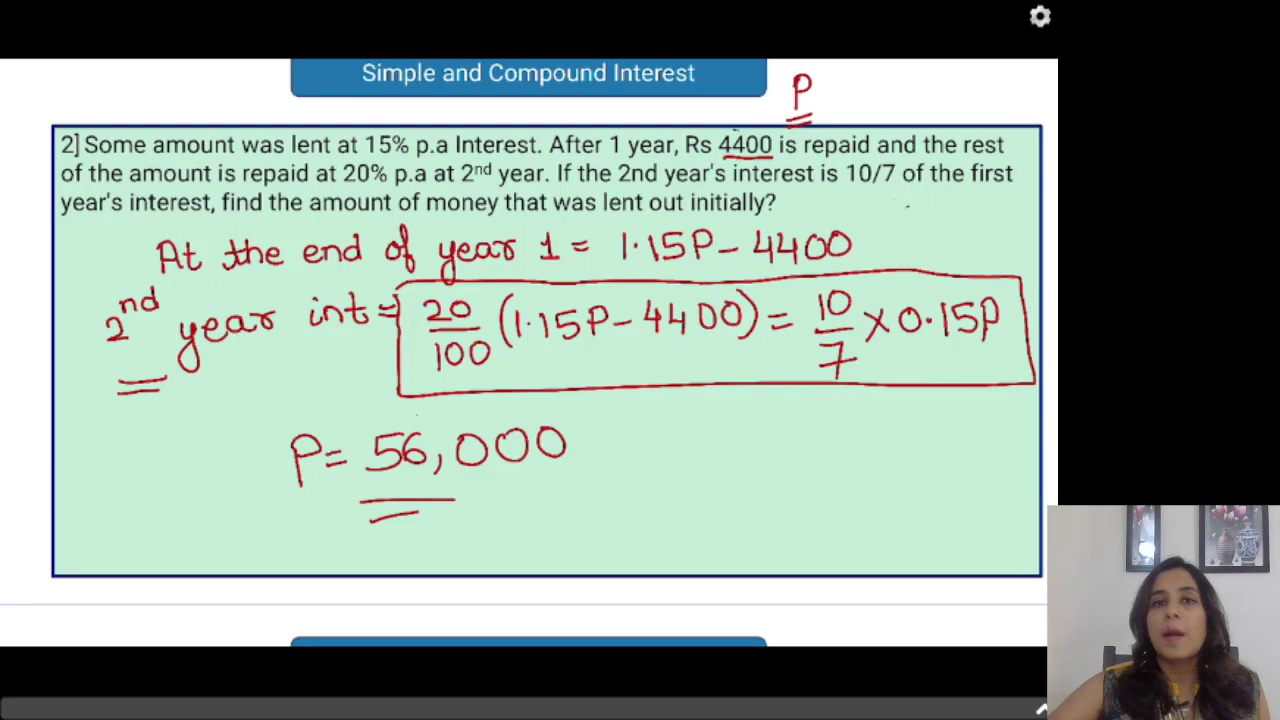 Simple and Compound Interest
P
2] Some amount was lent at 15% p.a Interest. After 1 year, Rs 4400 is repaid and the rest
of the amount is repaid at 20% p.a at 2nd year. If the 2nd year's interest is 10/7 of the first
year's interest, find the amount of money that was lent out initially?
At the end of year 1 = 1.15P - 4400
2nd year int = 20/100 (1.15P - 4400) = 10/7 × 0.15P
P = 56,000